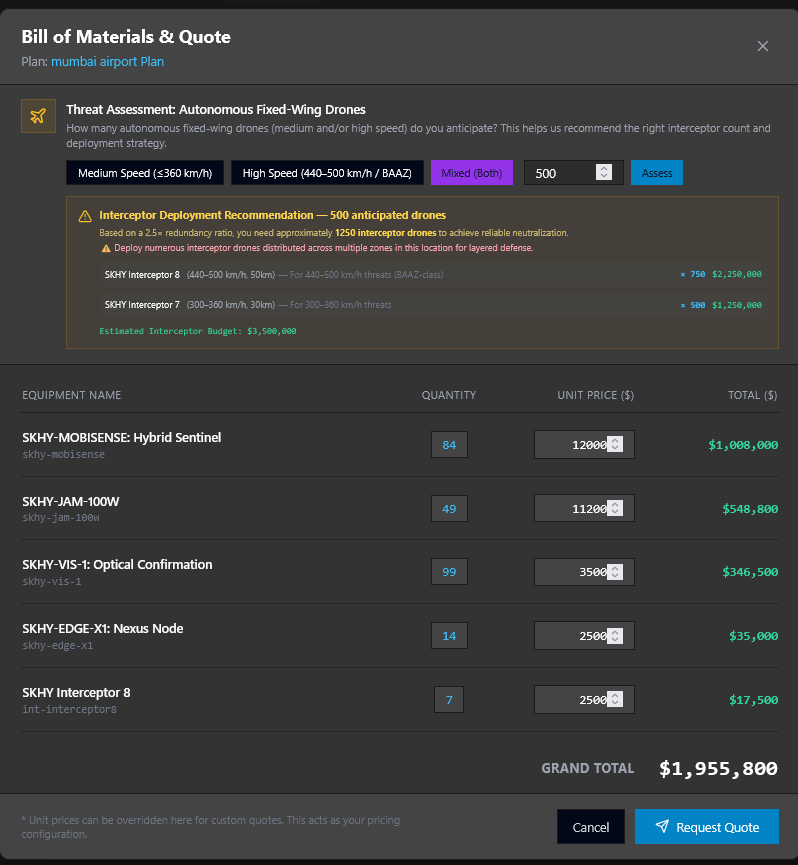 Bill of Materials & Quote
Plan: mumbai airport Plan
Threat Assessment: Autonomous Fixed-Wing Drones
How many autonomous fixed-wing drones (medium and/or high speed) do you anticipate? This helps us recommend the right interceptor count and
deployment strategy.
Medium Speed (≤360 km/h) High Speed (440–500 km/h / BAAZ) Mixed (Both) 500 Assess
Interceptor Deployment Recommendation — 500 anticipated drones
Based on a 2.5× redundancy ratio, you need approximately 1250 interceptor drones to achieve reliable neutralization.
Deploy numerous interceptor drones distributed across multiple zones in this location for layered defense.
SKHY Interceptor 8 (440–500 km/h, 50km) — For 440–500 km/h threats (BAAZ-class) × 750 $2,250,000
SKHY Interceptor 7 (300–360 km/h, 30km) — For 300–360 km/h threats × 500 $1,250,000
Estimated Interceptor Budget: $3,500,000
EQUIPMENT NAME QUANTITY UNIT PRICE ($) TOTAL ($)
SKHY-MOBISENSE: Hybrid Sentinel 84 12000 $1,008,000
skhy-mobisense
SKHY-JAM-100W 49 11200 $548,800
skhy-jam-100w
SKHY-VIS-1: Optical Confirmation 99 3500 $346,500
skhy-vis-1
SKHY-EDGE-X1: Nexus Node 14 2500 $35,000
skhy-edge-x1
SKHY Interceptor 8 7 2500 $17,500
int-interceptor8
GRAND TOTAL $1,955,800
* Unit prices can be overridden here for custom quotes. This acts as your pricing
configuration.
Cancel Request Quote